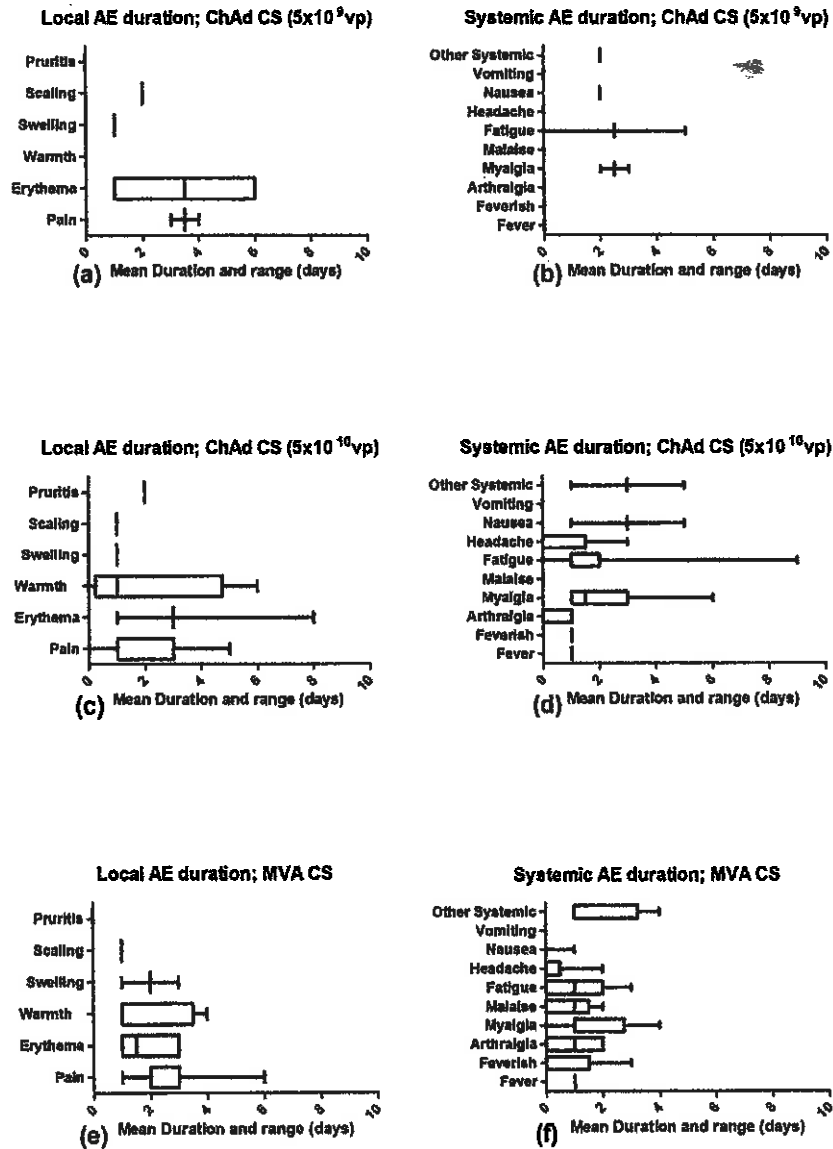 Local AE duration; ChAd CS (5x10⁹vp)
Pruritis
Scaling
Swelling
Warmth
Erythema
Pain
0 2 4 6 8 10
(a) Mean Duration and range (days)
Systemic AE duration; ChAd CS (5x10⁹vp)
Other Systemic
Vomiting
Nausea
Headache
Fatigue
Malaise
Myalgia
Arthralgia
Feverish
Fever
0 2 4 6 8 10
(b) Mean Duration and range (days)
Local AE duration; ChAd CS (5x10¹⁰vp)
Pruritis
Scaling
Swelling
Warmth
Erythema
Pain
0 2 4 6 8 10
(c) Mean Duration and range (days)
Systemic AE duration; ChAd CS (5x10¹⁰vp)
Other Systemic
Vomiting
Nausea
Headache
Fatigue
Malaise
Myalgia
Arthralgia
Feverish
Fever
0 2 4 6 8 10
(d) Mean Duration and range (days)
Local AE duration; MVA CS
Pruritis
Scaling
Swelling
Warmth
Erythema
Pain
0 2 4 6 8 10
(e) Mean Duration and range (days)
Systemic AE duration; MVA CS
Other Systemic
Vomiting
Nausea
Headache
Fatigue
Malaise
Myalgia
Arthralgia
Feverish
Fever
0 2 4 6 8 10
(f) Mean Duration and range (days)